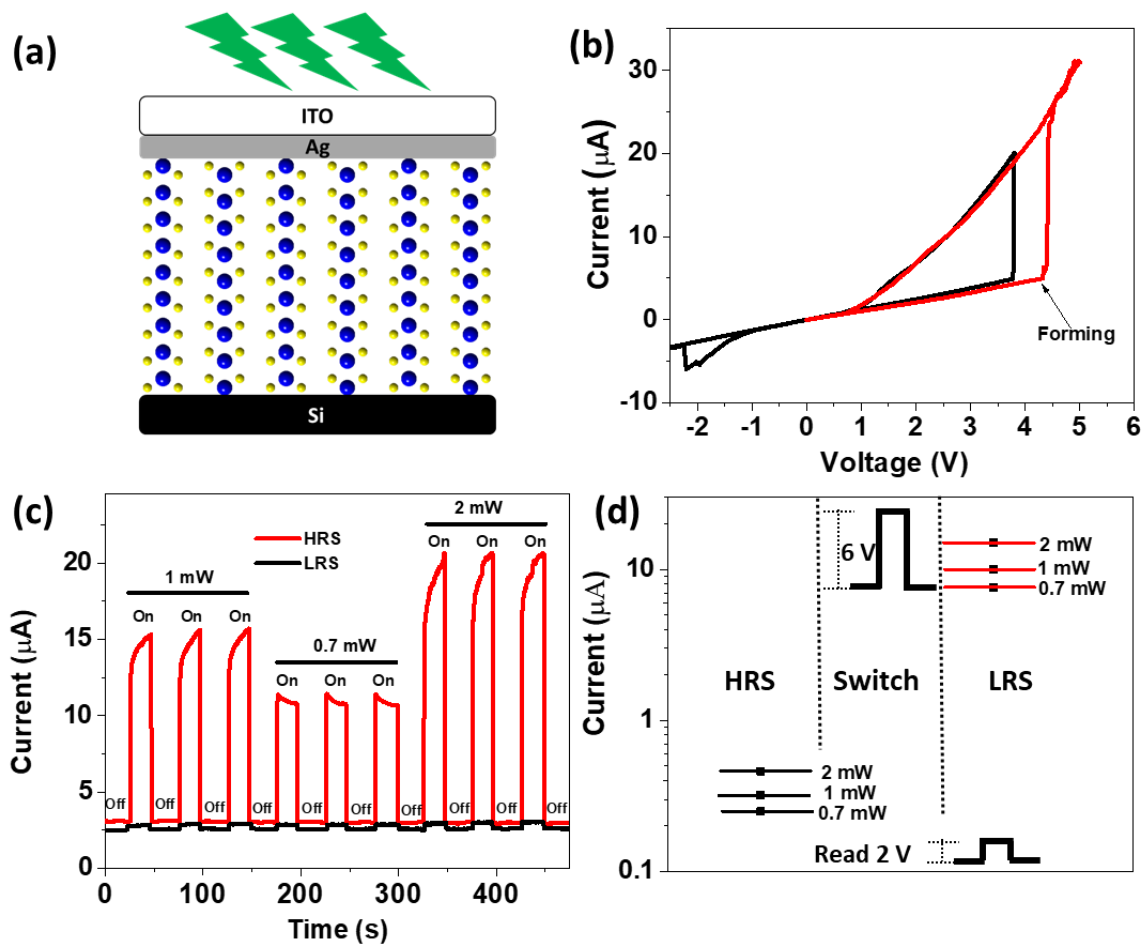 (a)
ITO
Ag
Si
(b)
Current (μA)
30
20
10
0
-10
Forming
-2
-1
0
1
2
3
4
5
6
Voltage (V)
(c)
Current (μA)
20
15
10
5
0
HRS
LRS
1 mW
0.7 mW
2 mW
On
On
On
On
On
On
On
On
On
Off
Off
Off
Off
Off
Off
Off
Off
Off
Off
0
100
200
300
400
Time (s)
(d)
Current (μA)
10
1
0.1
6 V
2 mW
1 mW
0.7 mW
HRS
Switch
LRS
2 mW
1 mW
0.7 mW
Read 2 V